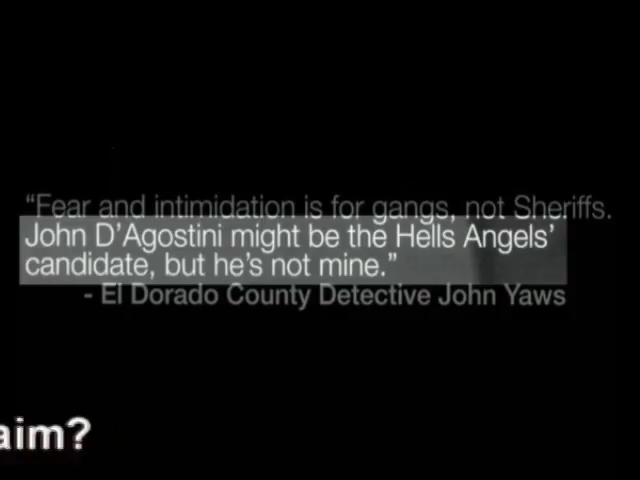 “Fear and intimidation is for gangs, not Sheriffs.
John D’Agostini might be the Hells Angels’
candidate, but he’s not mine.”
- El Dorado County Detective John Yaws
aim?